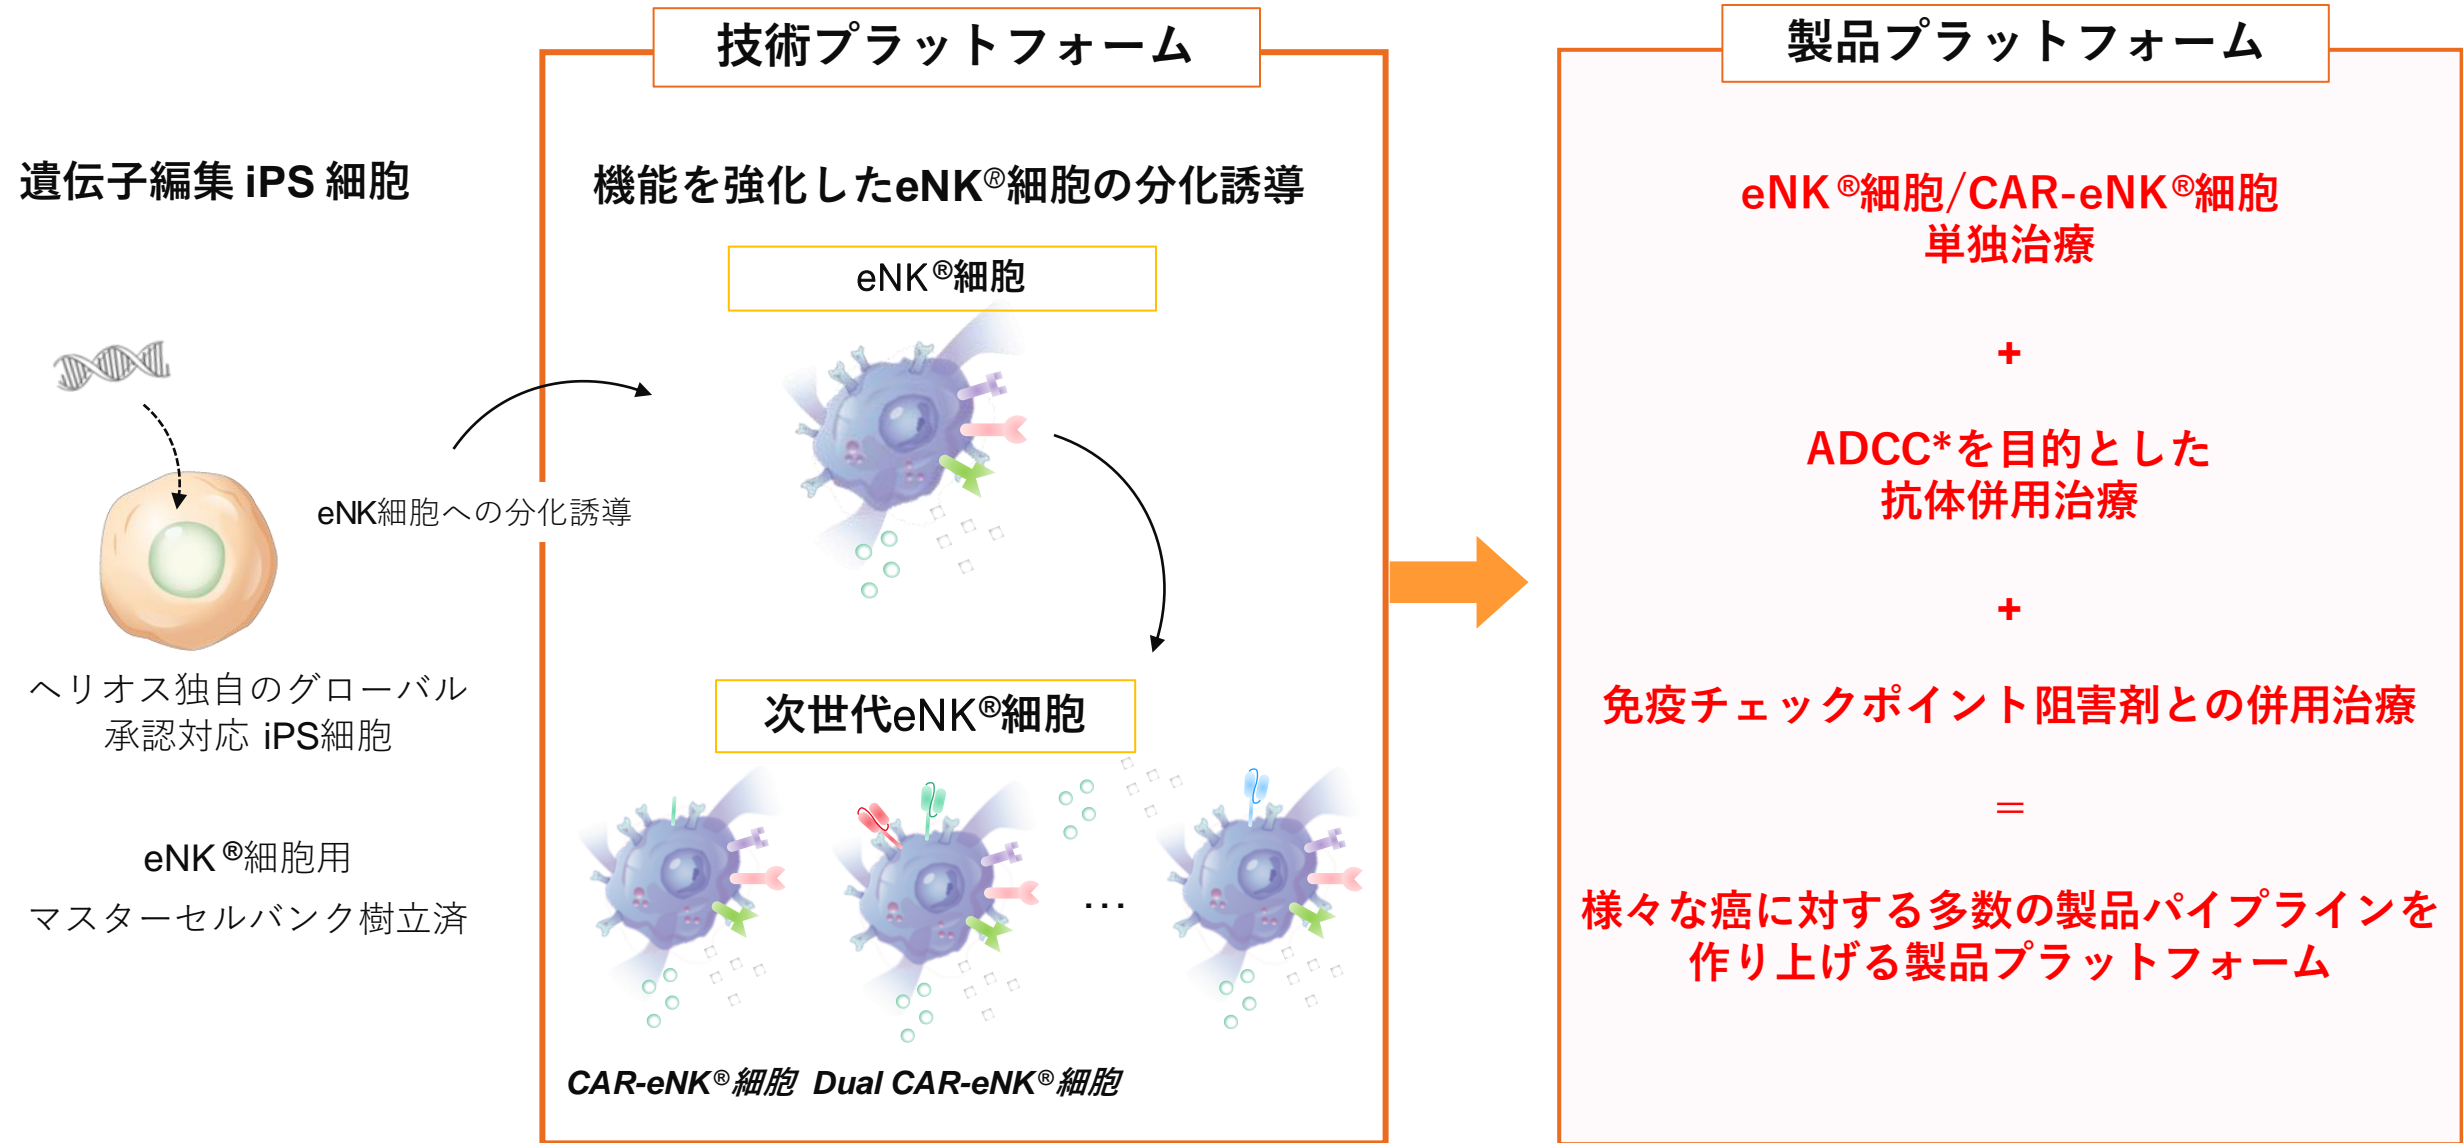 遺伝子編集 iPS 細胞
ヘリオス独自のグローバル
承認対応 iPS細胞
eNK®細胞用
マスターセルバンク樹立済
eNK細胞への分化誘導
技術プラットフォーム
機能を強化したeNK®細胞の分化誘導
eNK®細胞
次世代eNK®細胞
…
CAR-eNK®細胞 Dual CAR-eNK®細胞
製品プラットフォーム
eNK®細胞/CAR-eNK®細胞
単独治療
+
ADCC*を目的とした
抗体併用治療
+
免疫チェックポイント阻害剤との併用治療
＝
様々な癌に対する多数の製品パイプラインを
作り上げる製品プラットフォーム